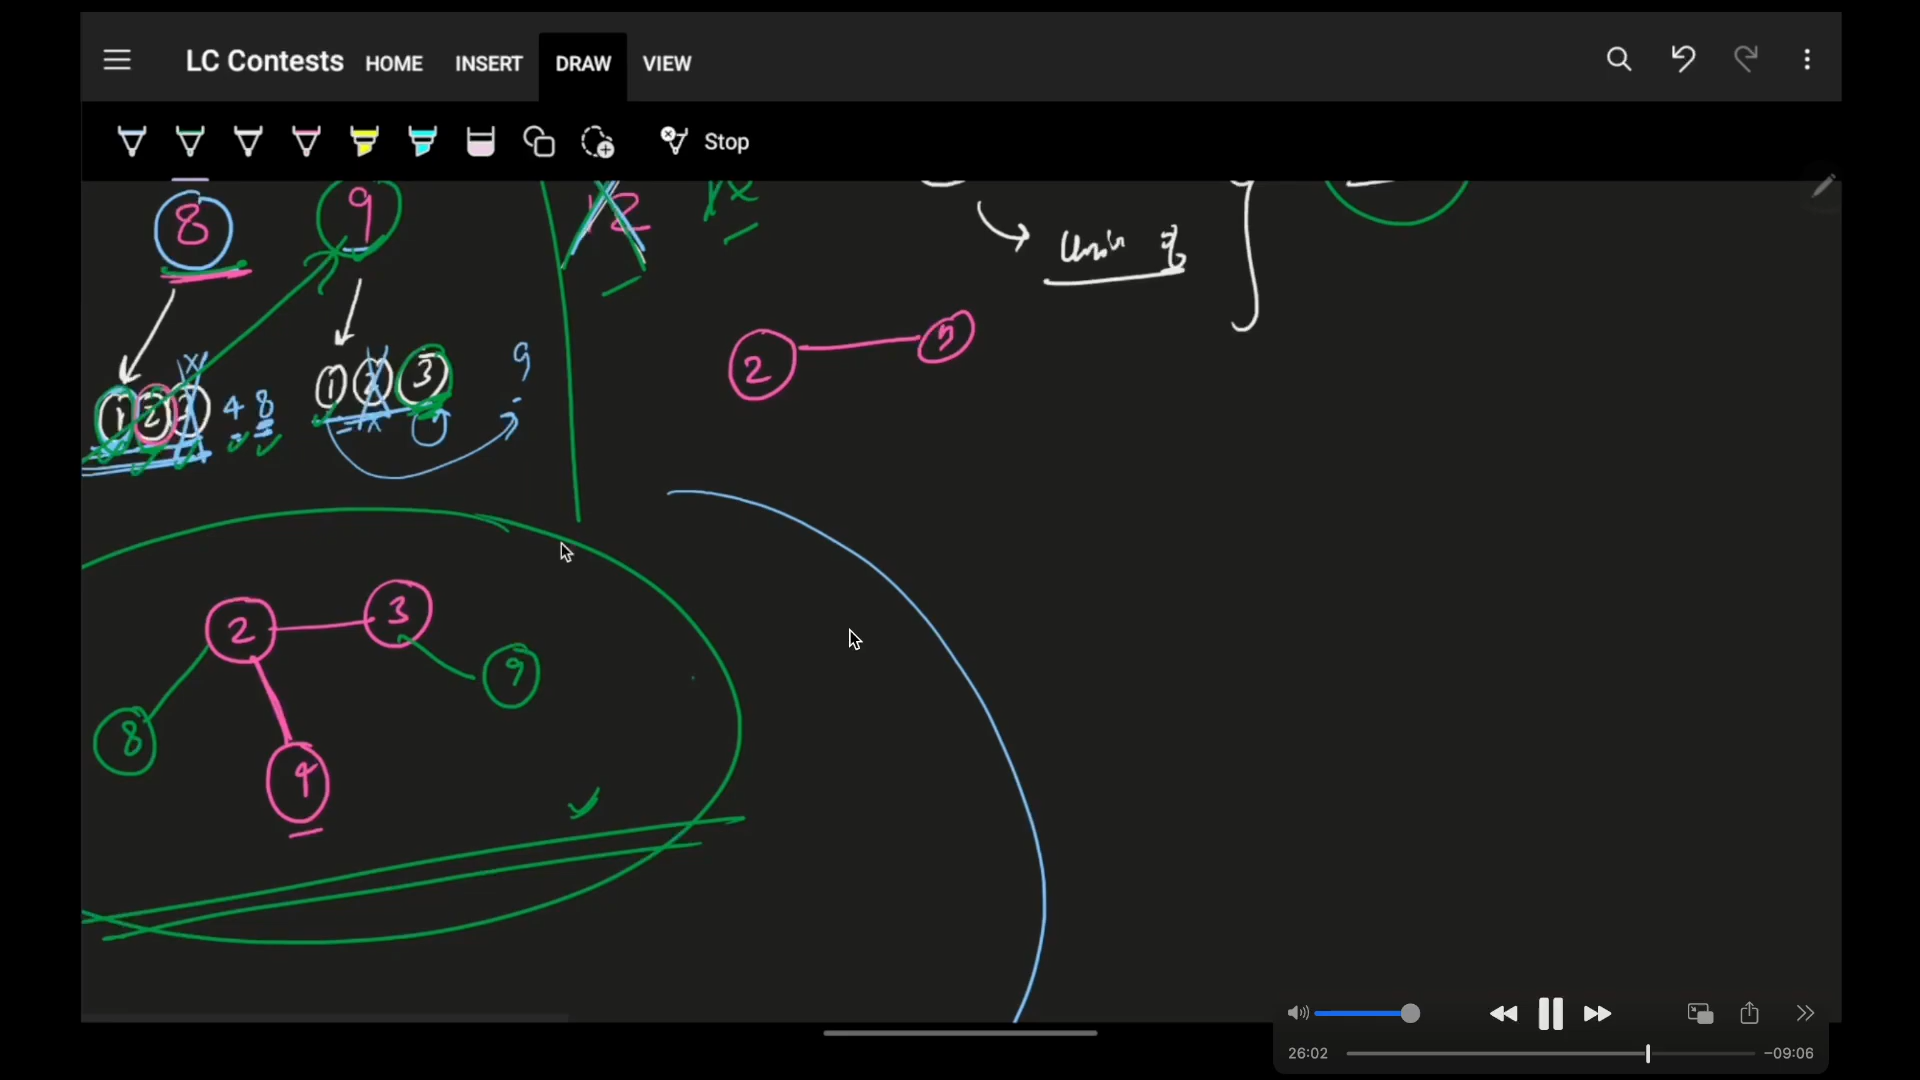 LC Contests HOME INSERT DRAW VIEW
Stop
8 9 12
2
1 2 3 4 8 1 2 3 9
2 3
8 9
4
26:02 -09:06